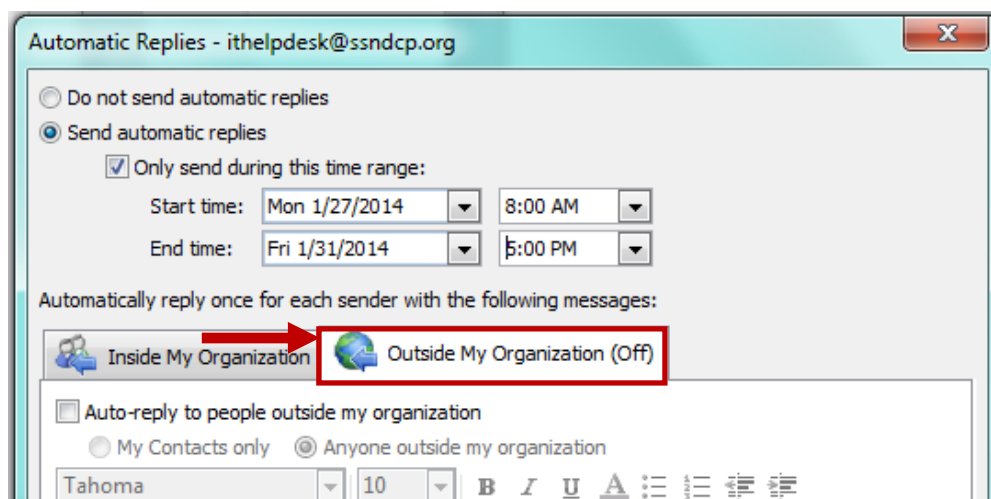 Automatic Replies - ithelpdesk@ssndcp.org
X
Do not send automatic replies
Send automatic replies
Only send during this time range:
Start time: Mon 1/27/2014 8:00 AM
End time: Fri 1/31/2014 5:00 PM
Automatically reply once for each sender with the following messages:
Inside My Organization Outside My Organization (Off)
Auto-reply to people outside my organization
My Contacts only Anyone outside my organization
Tahoma 10 B I U A